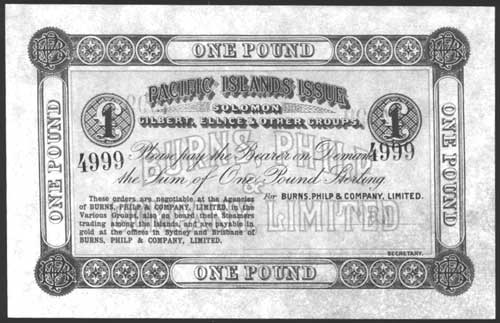 ONE POUND
PACIFIC ISLANDS ISSUE.
SOLOMON
GILBERT, ELLICE & OTHER GROUPS.
1 1
4999 4999
BURNS, PHILP
& COMPANY LIMITED
Please pay the Bearer on Demand
the Sum of One Pound Sterling
For BURNS, PHILP & COMPANY, LIMITED.
These orders are negotiable at the Agencies
of BURNS, PHILP & COMPANY, LIMITED, in the
Various Groups, also on board their Steamers
trading among the Islands, and are payable in
gold at the offices in Sydney and Brisbane of
BURNS, PHILP & COMPANY, LIMITED.
SECRETARY.
ONE POUND
ONE POUND
ONE POUND